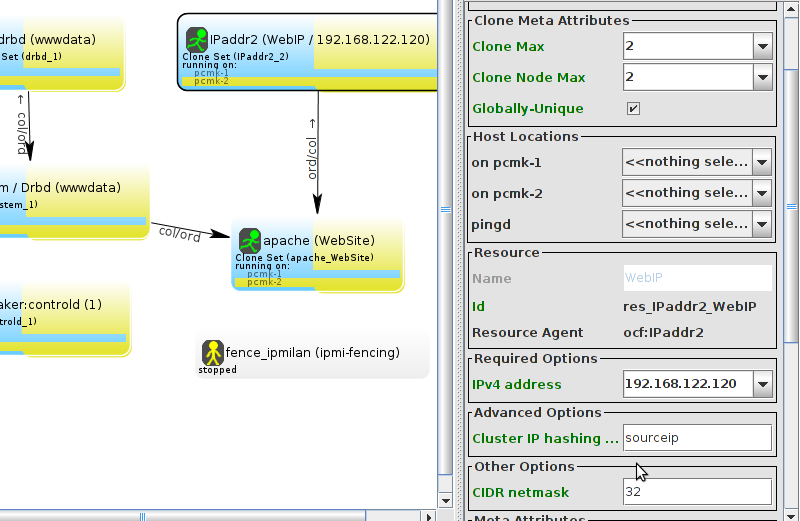 drbd (wwwdata)
Set (drbd_1)
IPaddr2 (WebIP / 192.168.122.120)
Clone Set (IPaddr2_2)
running on:
pcmk-1
pcmk-2
← col/ord
ord/col →
m / Drbd (wwwdata)
stem_1)
col/ord
apache (WebSite)
Clone Set (apache_WebSite)
running on:
pcmk-1
pcmk-2
aker:controld (1)
trold_1)
fence_ipmilan (ipmi-fencing)
stopped
Clone Meta Attributes
Clone Max 2
Clone Node Max 2
Globally-Unique
Host Locations
on pcmk-1 <<nothing sele...
on pcmk-2 <<nothing sele...
pingd <<nothing sele...
Resource
Name WebIP
Id res_IPaddr2_WebIP
Resource Agent ocf:IPaddr2
Required Options
IPv4 address 192.168.122.120
Advanced Options
Cluster IP hashing ... sourceip
Other Options
CIDR netmask 32
Meta Attributes